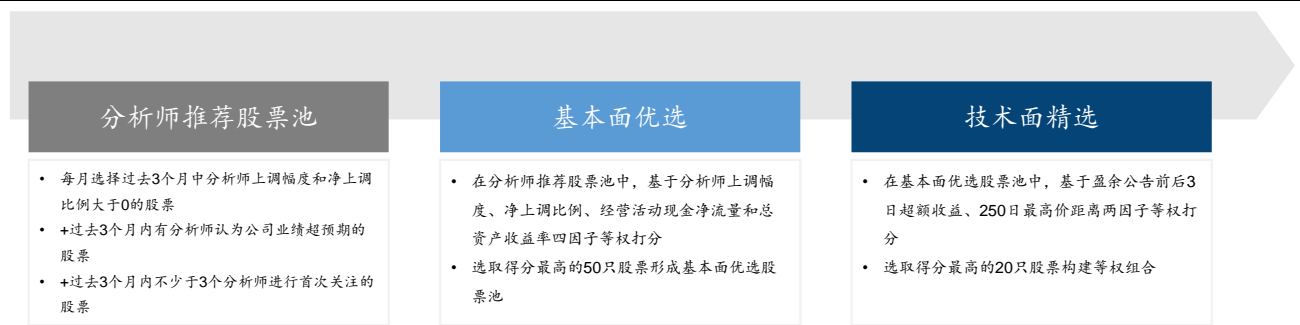 分析师推荐股票池
• 每月选择过去3个月中分析师上调幅度和净上调
比例大于0的股票
• +过去3个月内有分析师认为公司业绩超预期的
股票
• +过去3个月内不少于3个分析师进行首次关注的
股票
基本面优选
• 在分析师推荐股票池中，基于分析师上调幅
度、净上调比例、经营活动现金净流量和总
资产收益率四因子等权打分
• 选取得分最高的50只股票形成基本面优选股
票池
技术面精选
• 在基本面优选股票池中，基于盈余公告前后3
日超额收益、250日最高价距离两因子等权打
分
• 选取得分最高的20只股票构建等权组合